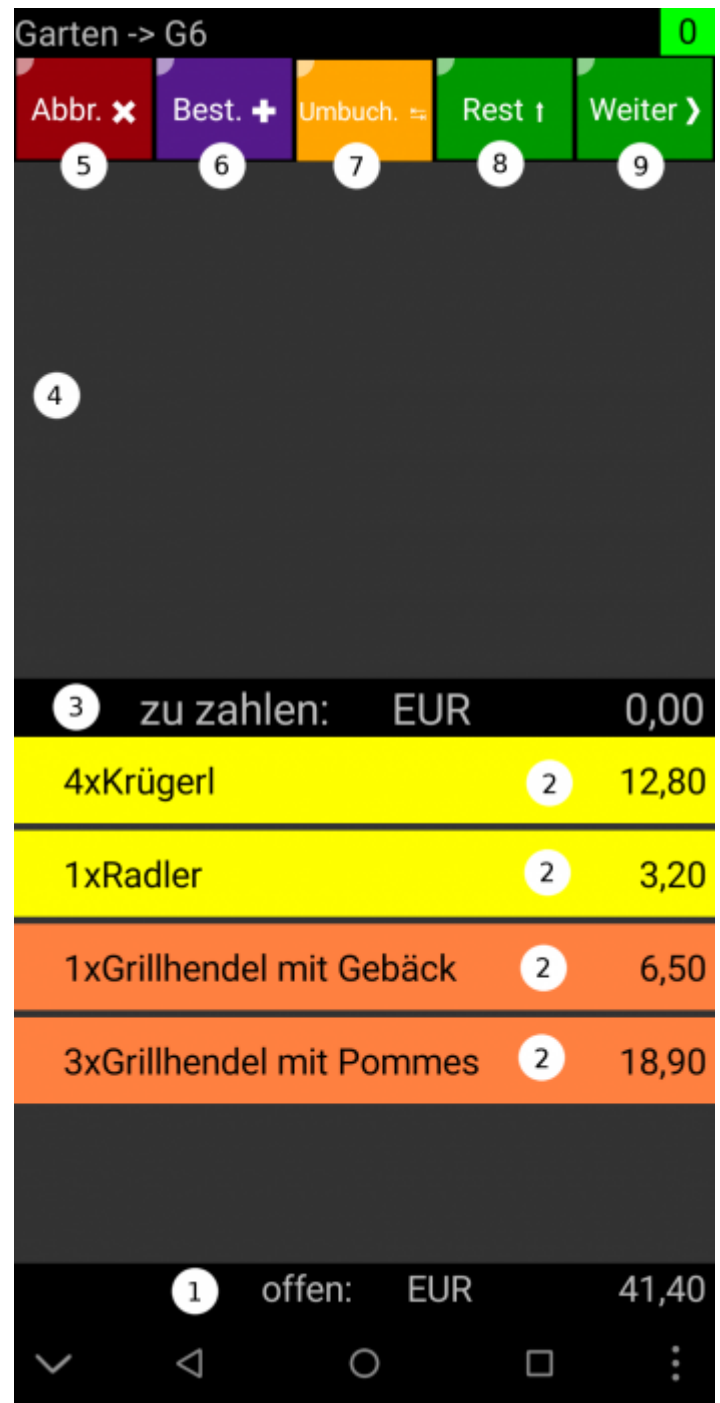 Garten -> G6 0
Abbr. ✖ Best. ✚ Umbuch. ⇆ Rest ↑ Weiter ❯
5 6 7 8 9
4
3 zu zahlen: EUR 0,00
4xKrügerl 2 12,80
1xRadler 2 3,20
1xGrillhendel mit Gebäck 2 6,50
3xGrillhendel mit Pommes 2 18,90
1 offen: EUR 41,40